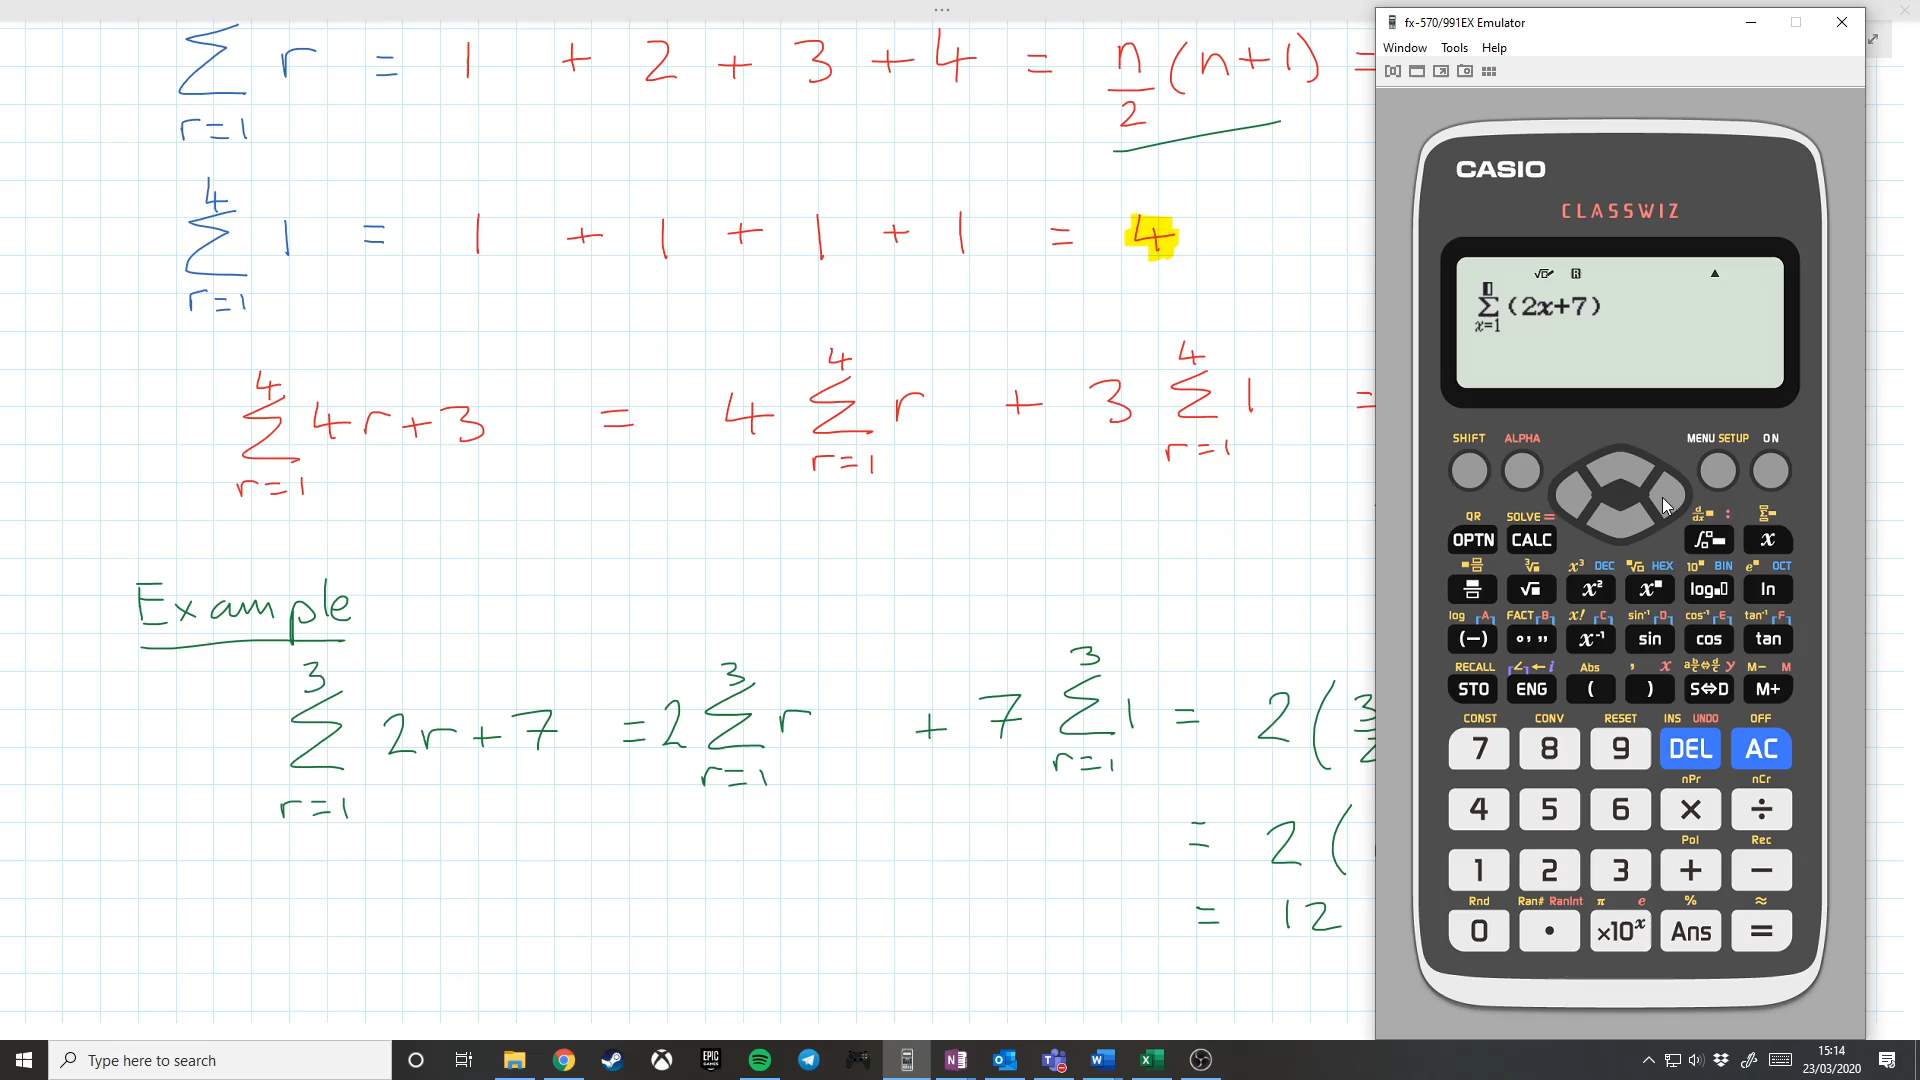 ∑ r = 1 + 2 + 3 + 4 = n/2 (n+1) =
r=1
4
∑ 1 = 1 + 1 + 1 + 1 = 4
r=1
4 4 4
∑ 4r+3 = 4 ∑ r + 3 ∑ 1 =
r=1 r=1 r=1
Example
3 3 3
∑ 2r+7 = 2 ∑ r + 7 ∑ 1 = 2(3/2
r=1 r=1 r=1
= 2(
= 12
fx-570/991EX Emulator
Window Tools Help
CASIO
CLASSWIZ
√▱ R ▲
∑ (2x+7)
x=1
SHIFT ALPHA MENU SETUP ON
QR SOLVE = d/dx▪ : ∑▪
OPTN CALC ∫▪ x
▪▪/▪ ³√▪ x³ DEC ▪√▪ HEX 10▪ BIN e▪ OCT
▪/▪ √▪ x² x▪ log▪▪ ln
log A FACT B x! C sin⁻¹ D cos⁻¹ E tan⁻¹ F
(−) ° ’ ” x⁻¹ sin cos tan
RECALL ∠ ← i Abs , x a b/c⇔d/c y M− M
STO ENG ( ) S⇔D M+
CONST CONV RESET INS UNDO OFF
7 8 9 DEL AC
nPr nCr
4 5 6 × ÷
Pol Rec
1 2 3 + −
Rnd Ran# RanInt π e % ≈
0 • ×10ˣ Ans =
Type here to search
EPIC GAMES
15:14
23/03/2020